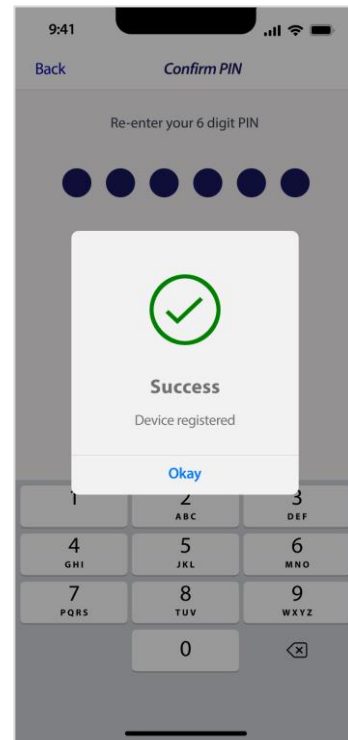 9:41
Back Confirm PIN
Re-enter your 6 digit PIN
Success
Device registered
Okay
1 2 3
ABC DEF
4 5 6
GHI JKL MNO
7 8 9
PQRS TUV WXYZ
0